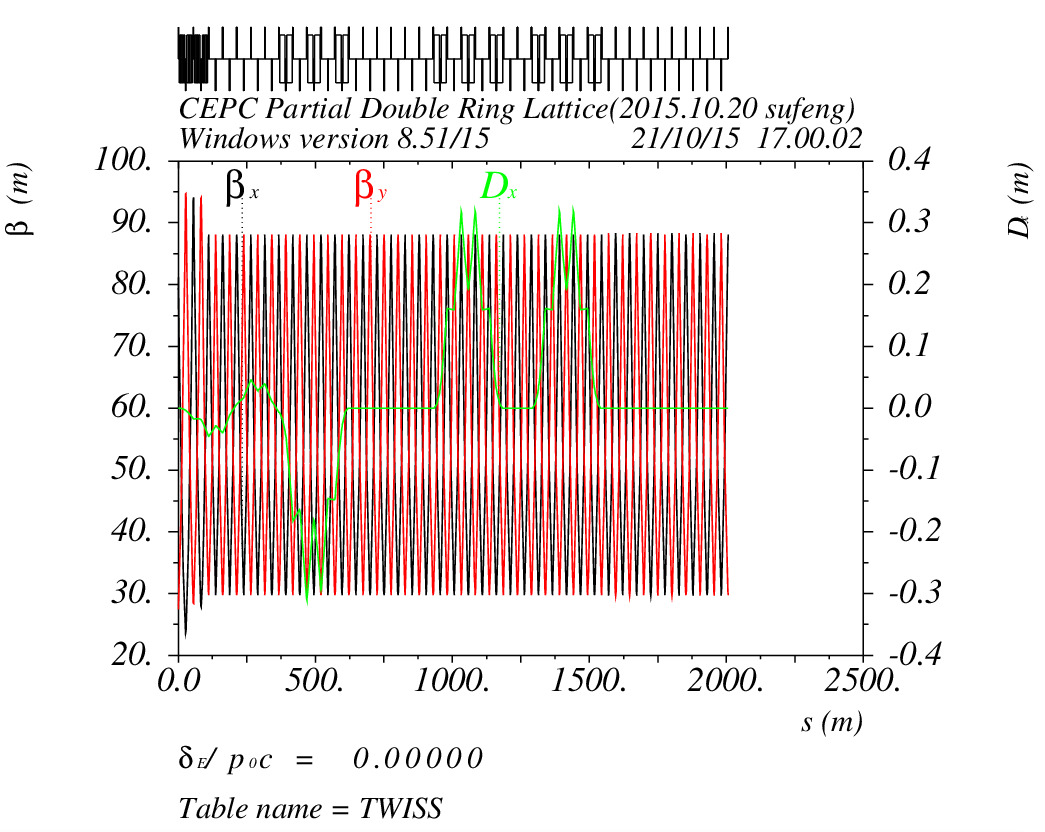 CEPC Partial Double Ring Lattice(2015.10.20 sufeng)
Windows version 8.51/15 21/10/15 17.00.02
β (m)
100.
90.
80.
70.
60.
50.
40.
30.
20.
βx βy Dx
0.4
0.3
0.2
0.1
0.0
-0.1
-0.2
-0.3
-0.4
Dx (m)
0.0 500. 1000. 1500. 2000. 2500.
s (m)
δE/ p0c = 0.00000
Table name = TWISS